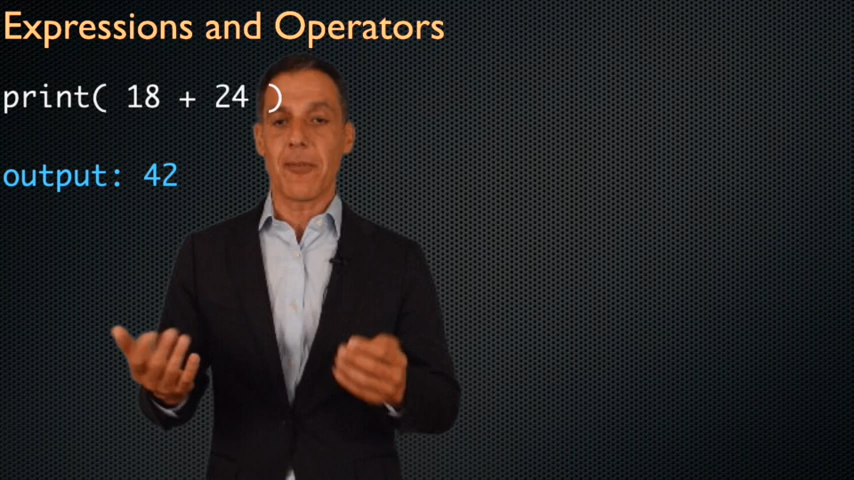 Expressions and Operators
print( 18 + 24 )
output: 42